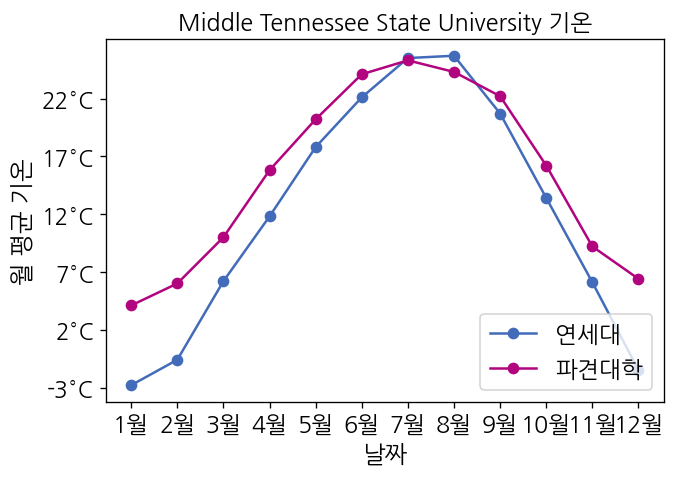 Middle Tennessee State University 기온
월 평균 기온
22˚C
17˚C
12˚C
7˚C
2˚C
-3˚C
연세대
파견대학
1월 2월 3월 4월 5월 6월 7월 8월 9월 10월 11월 12월
날짜